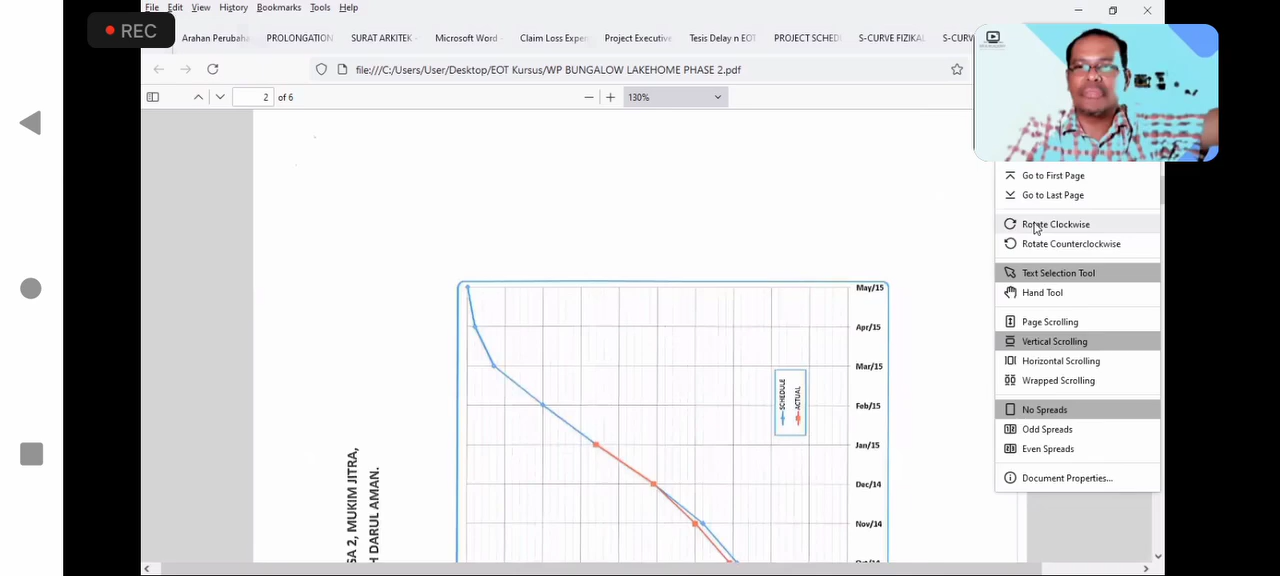 File Edit View History Bookmarks Tools Help
REC
Arahan Perubaha PROLONGATION SURAT ARKITEK Microsoft Word - Claim Loss Expen Project Executive Tesis Delay n EOT PROJECT SCHEDU S-CURVE FIZIKAL S-CURV
file:///C:/Users/User/Desktop/EOT Kursus/WP BUNGALOW LAKEHOME PHASE 2.pdf
2 of 6
130%
Go to First Page
Go to Last Page
Rotate Clockwise
Rotate Counterclockwise
Text Selection Tool
Hand Tool
Page Scrolling
Vertical Scrolling
Horizontal Scrolling
Wrapped Scrolling
No Spreads
Odd Spreads
Even Spreads
Document Properties...
May/15
Apr/15
Mar/15
Feb/15
Jan/15
Dec/14
Nov/14
SCHEDULE
ACTUAL
SA 2, MUKIM JITRA,
H DARUL AMAN.